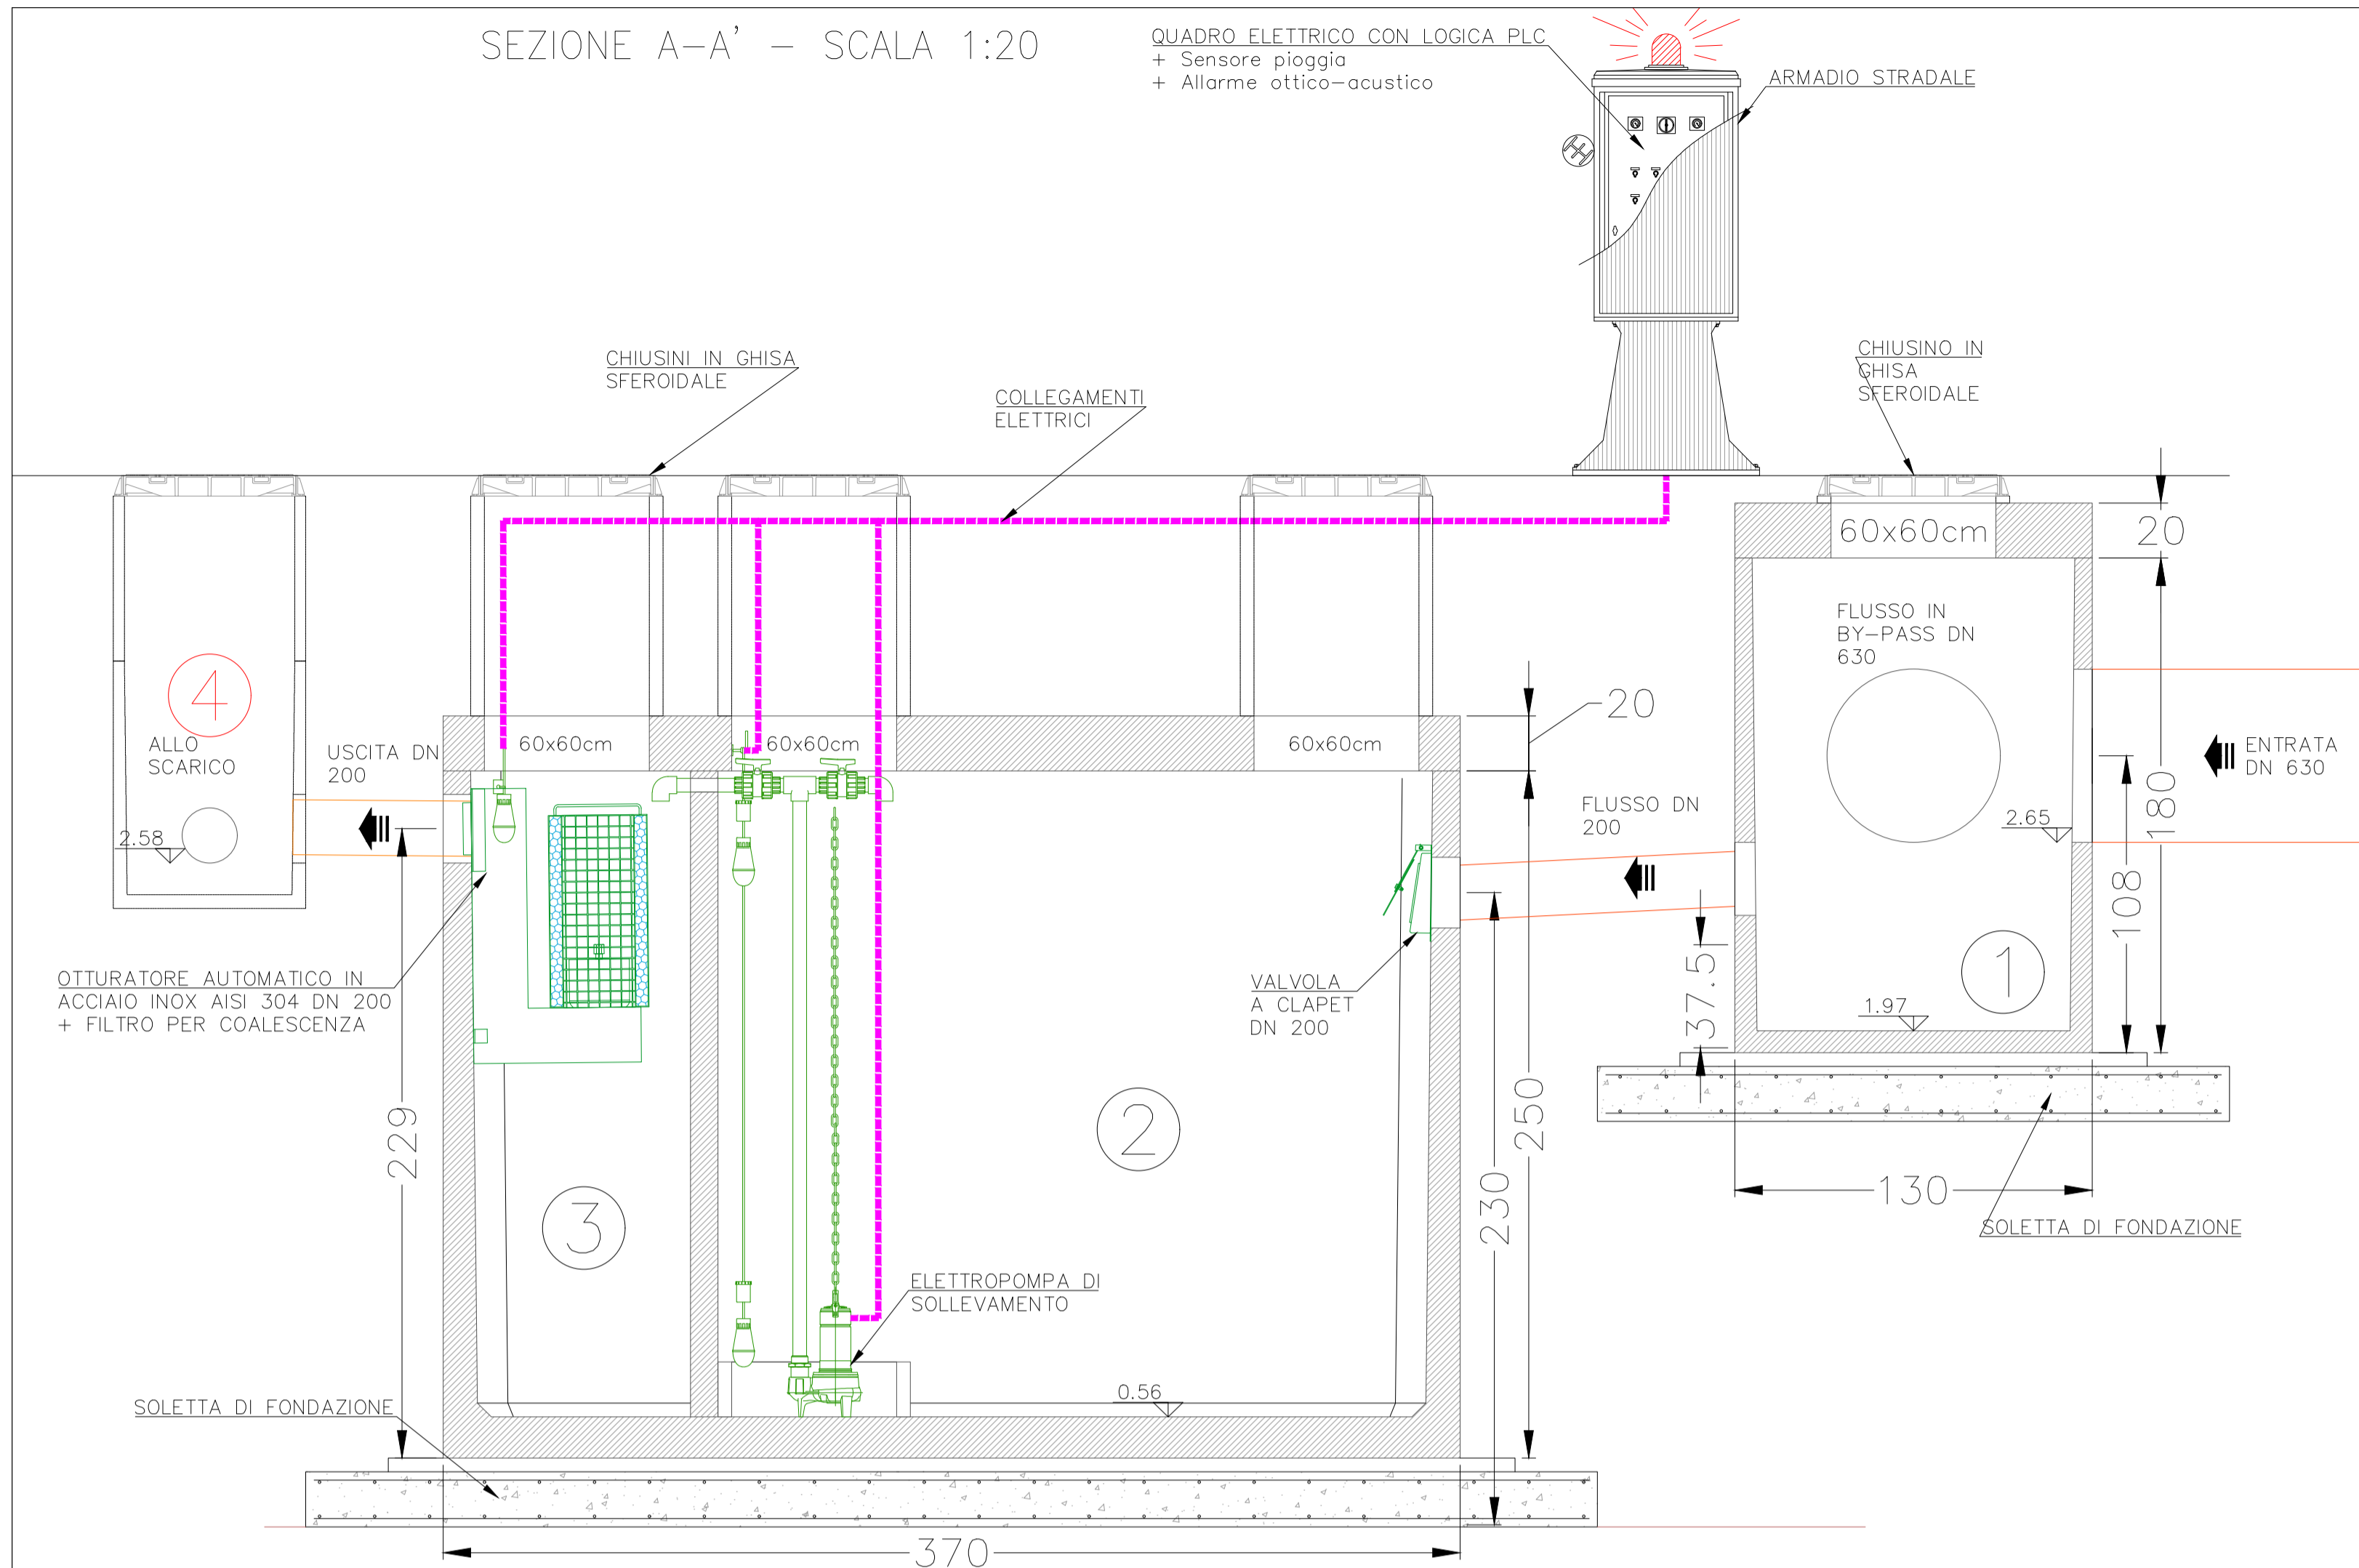 SEZIONE A-A' - SCALA 1:20
QUADRO ELETTRICO CON LOGICA PLC
+ Sensore pioggia
+ Allarme ottico-acustico
ARMADIO STRADALE
CHIUSINI IN GHISA
SFEROIDALE
COLLEGAMENTI
ELETTRICI
CHIUSINO IN
GHISA
SFEROIDALE
60x60cm
20
FLUSSO IN
BY-PASS DN
630
4
ALLO
SCARICO
2.58
USCITA DN
200
60x60cm
60x60cm
60x60cm
20
ENTRATA
DN 630
180
108
2.65
FLUSSO DN
200
37.5
1
1.97
OTTURATORE AUTOMATICO IN
ACCIAIO INOX AISI 304 DN 200
+ FILTRO PER COALESCENZA
VALVOLA
A CLAPET
DN 200
229
2
250
230
130
SOLETTA DI FONDAZIONE
3
ELETTROPOMPA DI
SOLLEVAMENTO
0.56
SOLETTA DI FONDAZIONE
370